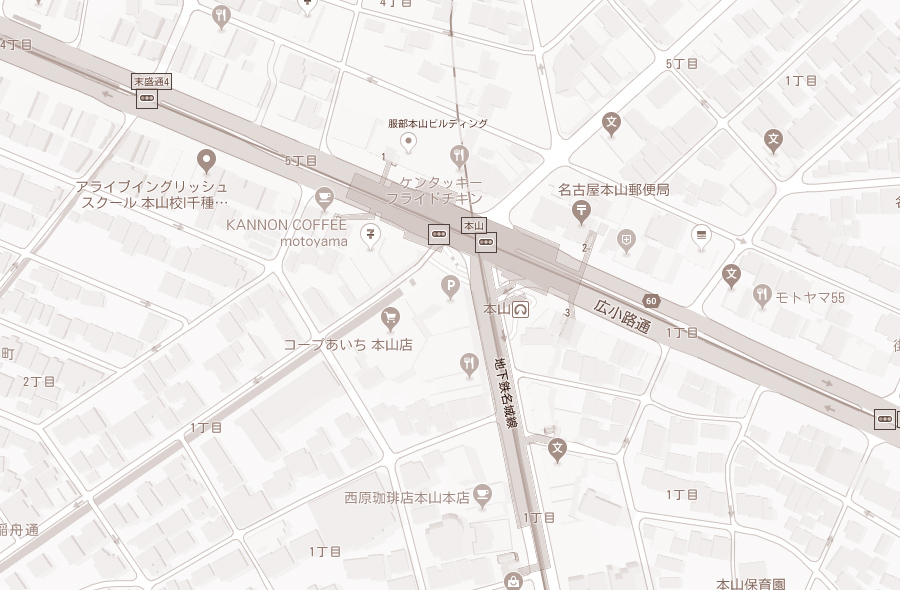 4丁目
4丁目
末盛通4
5丁目
1丁目
服部本山ビルディング
1
5丁目
アライブイングリッシュ
スクール 本山校|千種…
ケンタッキー
フライドチキン
名古屋本山郵便局
KANNON COFFEE
motoyama
本山
2
P
60
モトヤマ55
本山
3
広小路通
1丁目
コープあいち 本山店
町
2丁目
地下鉄名城線
1丁目
西原珈琲店本山本店
1丁目
1丁目
稲舟通
1丁目
本山保育園